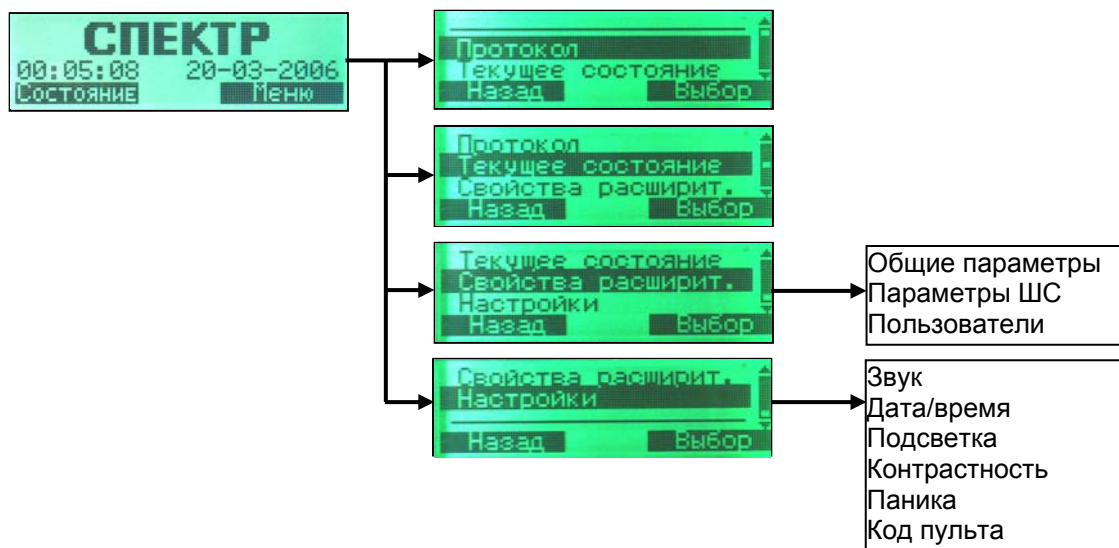 СПЕКТР
00:05:08 20-03-2006
Состояние Меню
Протокол
Текущее состояние
Назад Выбор
Протокол
Текущее состояние
Свойства расширит.
Назад Выбор
Текущее состояние
Свойства расширит.
Настройки
Назад Выбор
Общие параметры
Параметры ШС
Пользователи
Свойства расширит.
Настройки
Назад Выбор
Звук
Дата/время
Подсветка
Контрастность
Паника
Код пульта